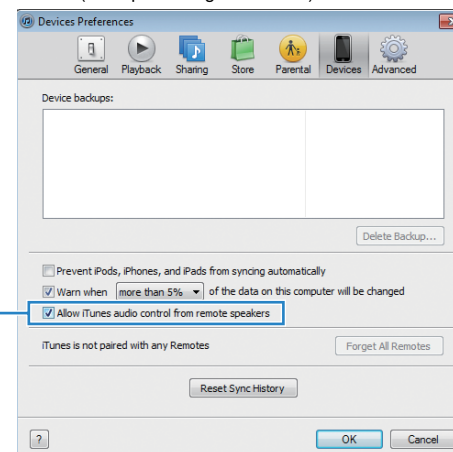 Devices Preferences
General Playback Sharing Store Parental Devices Advanced
Device backups:
Delete Backup...
Prevent iPods, iPhones, and iPads from syncing automatically
Warn when more than 5% of the data on this computer will be changed
Allow iTunes audio control from remote speakers
iTunes is not paired with any Remotes Forget All Remotes
Reset Sync History
? OK Cancel